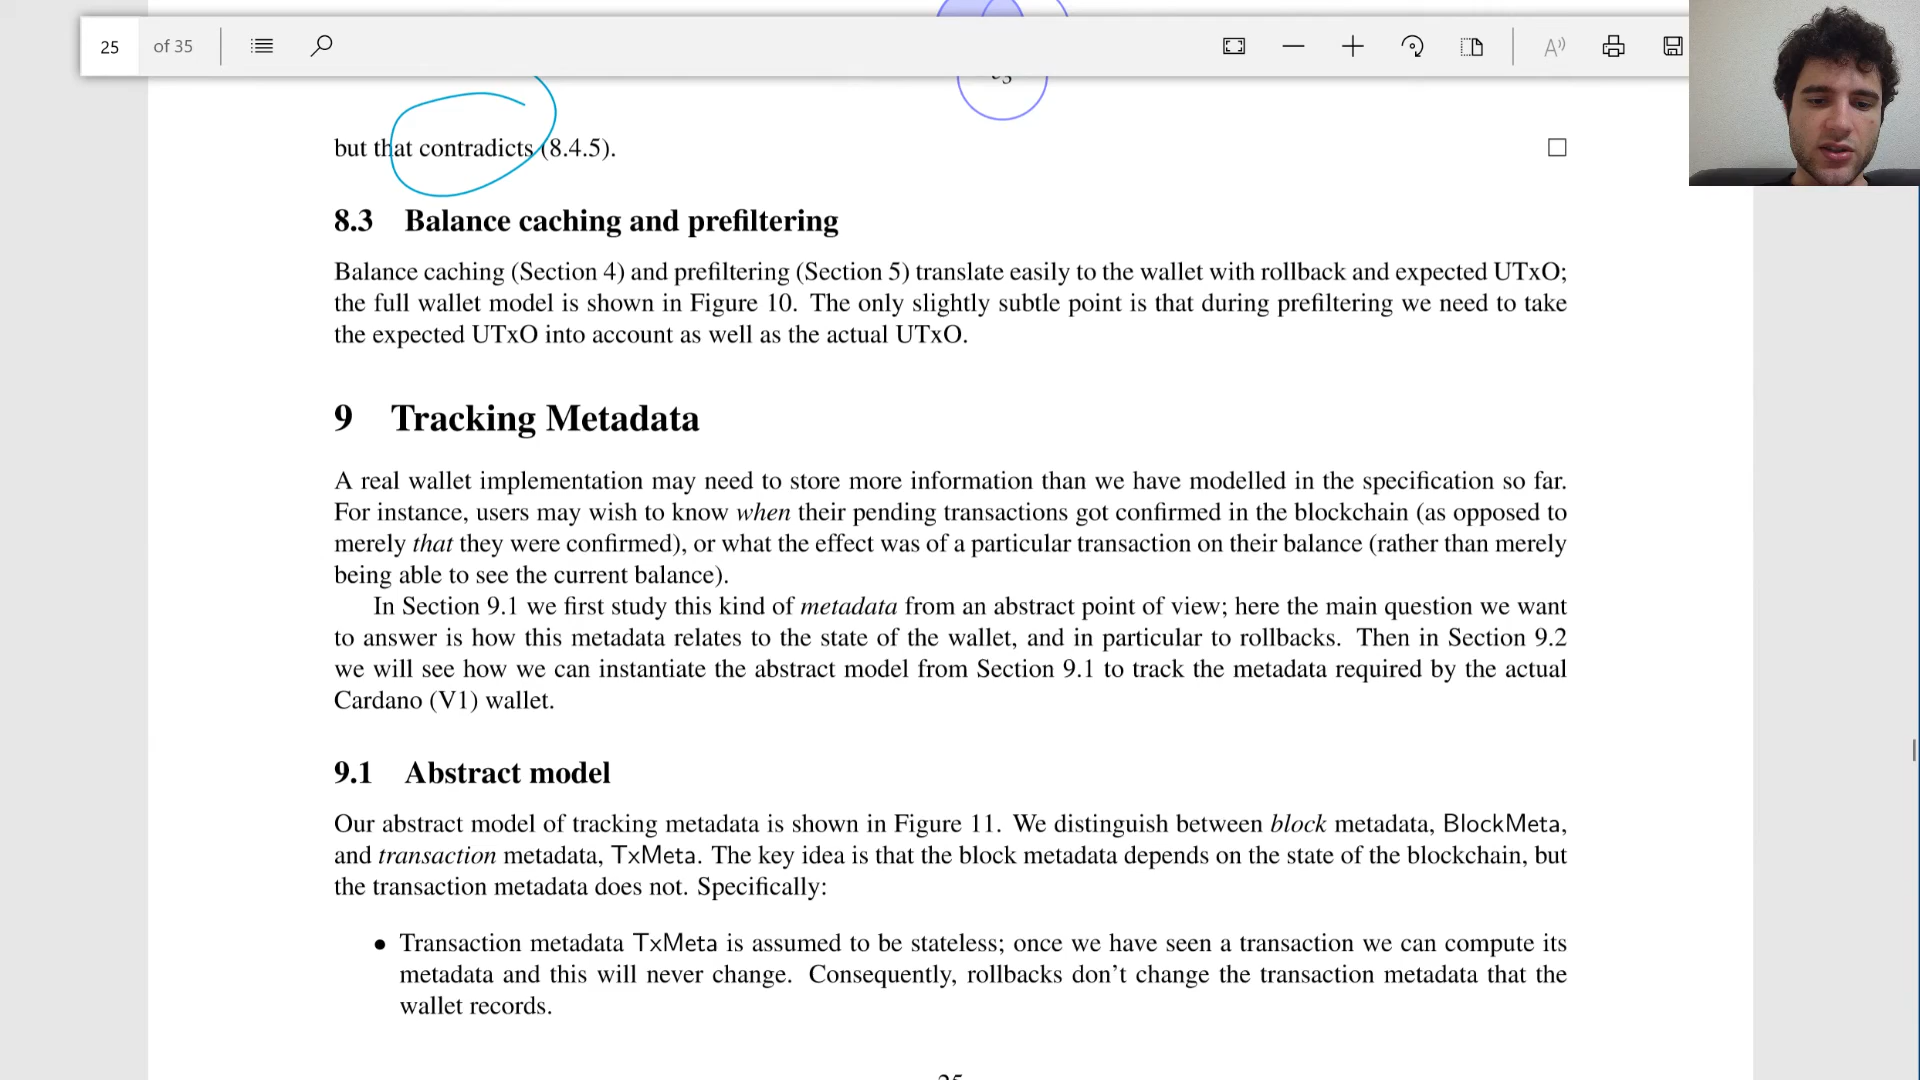 25 of 35
but that contradicts (8.4.5).
8.3 Balance caching and prefiltering
Balance caching (Section 4) and prefiltering (Section 5) translate easily to the wallet with rollback and expected UTxO;
the full wallet model is shown in Figure 10. The only slightly subtle point is that during prefiltering we need to take
the expected UTxO into account as well as the actual UTxO.
9 Tracking Metadata
A real wallet implementation may need to store more information than we have modelled in the specification so far.
For instance, users may wish to know when their pending transactions got confirmed in the blockchain (as opposed to
merely that they were confirmed), or what the effect was of a particular transaction on their balance (rather than merely
being able to see the current balance).
In Section 9.1 we first study this kind of metadata from an abstract point of view; here the main question we want
to answer is how this metadata relates to the state of the wallet, and in particular to rollbacks. Then in Section 9.2
we will see how we can instantiate the abstract model from Section 9.1 to track the metadata required by the actual
Cardano (V1) wallet.
9.1 Abstract model
Our abstract model of tracking metadata is shown in Figure 11. We distinguish between block metadata, BlockMeta,
and transaction metadata, TxMeta. The key idea is that the block metadata depends on the state of the blockchain, but
the transaction metadata does not. Specifically:
• Transaction metadata TxMeta is assumed to be stateless; once we have seen a transaction we can compute its
metadata and this will never change. Consequently, rollbacks don't change the transaction metadata that the
wallet records.